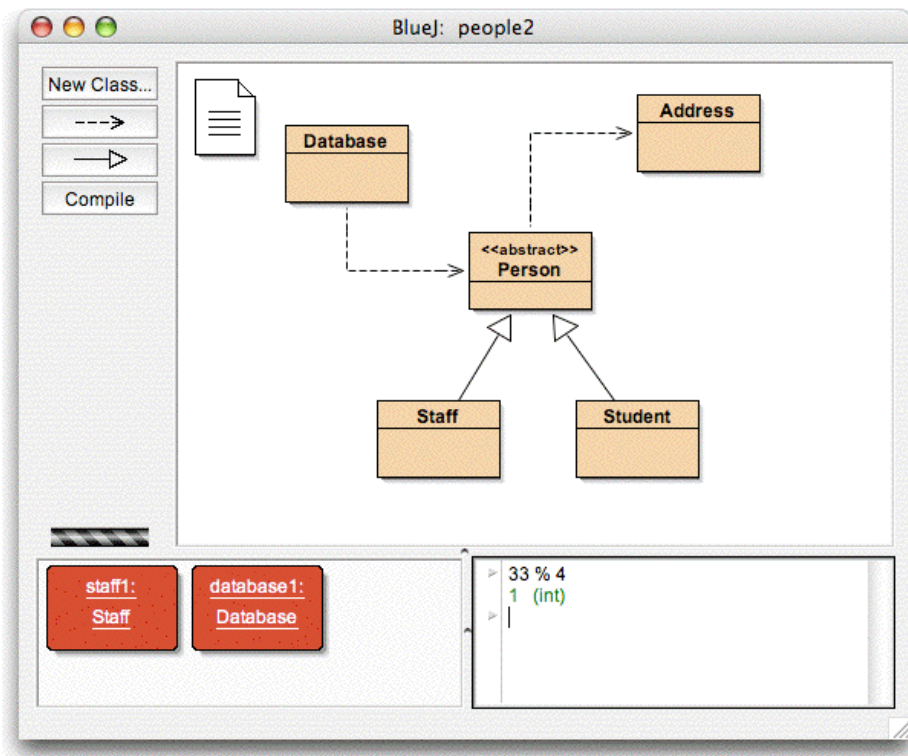 BlueJ: people2
New Class...
Compile
Database
Address
<<abstract>>
Person
Staff
Student
staff1:
Staff
database1:
Database
33 % 4
1 (int)